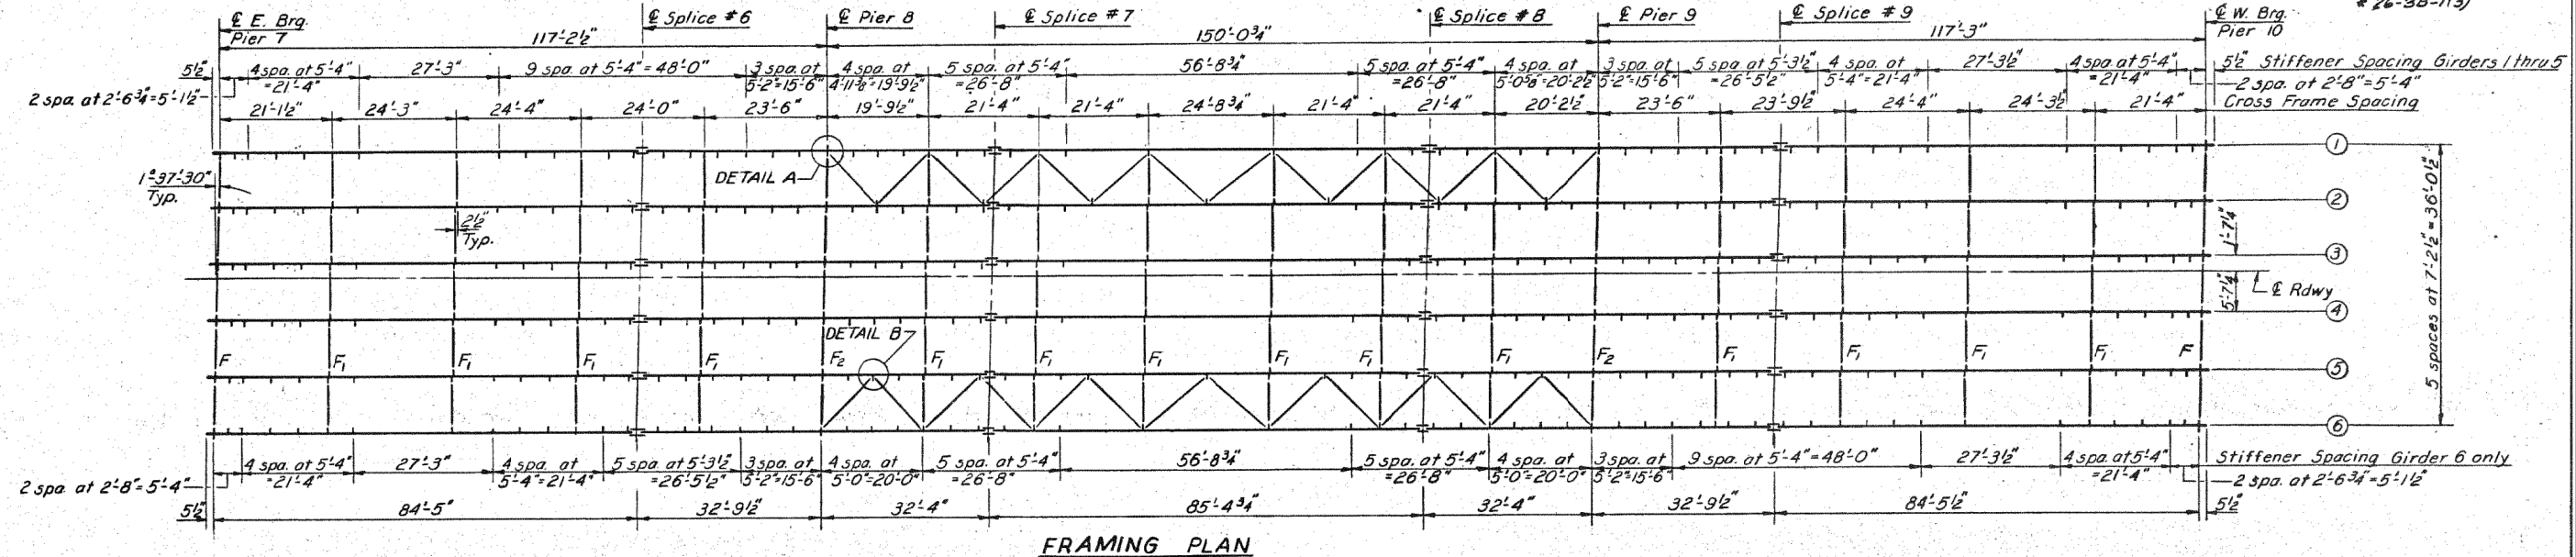 # 26-3B-113)
℄ E. Brg.
Pier 7
℄ Splice #6
℄ Pier 8
℄ Splice #7
℄ Splice #8
℄ Pier 9
℄ Splice #9
℄ W. Brg.
Pier 10
117'-2½" 150'-0¾" 117'-3"
5½" 4 spa. at 5'-4" =21'-4" 27'-3" 9 spa. at 5'-4"=48'-0" 3 spa. at 5'-2"=15'-6" 4 spa. at 4'-11⅜"=19'-9½" 5 spa. at 5'-4" =26'-8" 56'-8¾" 5 spa. at 5'-4" =26'-8" 4 spa. at 5'-0⅝"=20'-2½" 3 spa. at 5'-2"=15'-6" 5 spa. at 5'-3½" =26'-5½" 4 spa. at 5'-4"=21'-4" 27'-3½" 4 spa. at 5'-4" =21'-4" 5½" Stiffener Spacing Girders 1 thru 5
2 spa. at 2'-6¾"=5'-1½"
2 spa. at 2'-8"=5'-4"
21'-1½" 24'-3" 24'-4" 24'-0" 23'-6" 19'-9½" 21'-4" 21'-4" 24'-8¾" 21'-4" 21'-4" 20'-2½" 23'-6" 23'-9½" 24'-4" 24'-3½" 21'-4" Cross Frame Spacing
1°37'-30"
Typ.
DETAIL A
2½"
Typ.
1
2
3
4
5
6
1'-7¼"
5'-7¼"
℄ Rdwy
5 spaces at 7'-2½" = 36'-0½"
DETAIL B
F F₁ F₁ F₁ F₁ F₂ F₁ F₁ F₁ F₁ F₁ F₁ F₂ F₁ F₁ F₁ F₁ F
4 spa. at 5'-4" =21'-4" 27'-3" 4 spa. at 5'-4"=21'-4" 5 spa. at 5'-3½" =26'-5½" 3 spa. at 5'-2"=15'-6" 4 spa. at 5'-0"=20'-0" 5 spa. at 5'-4" =26'-8" 56'-8¾" 5 spa. at 5'-4" =26'-8" 4 spa. at 5'-0"=20'-0" 3 spa. at 5'-2"=15'-6" 9 spa. at 5'-4"=48'-0" 27'-3½" 4 spa. at 5'-4" =21'-4" Stiffener Spacing Girder 6 only
2 spa. at 2'-8"=5'-4"
2 spa. at 2'-6¾"=5'-1½"
5½" 84'-5" 32'-9½" 32'-4" 85'-4¾" 32'-4" 32'-9½" 84'-5½" 5½"
FRAMING PLAN